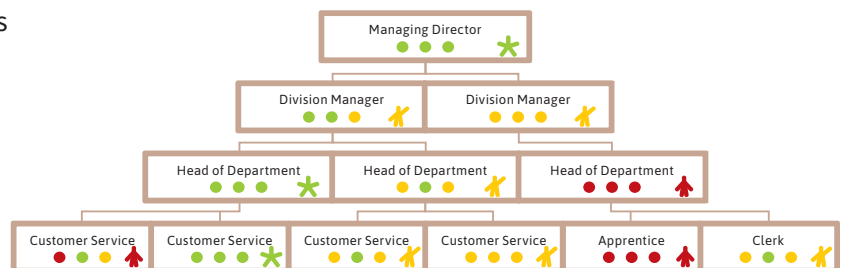 s
Managing Director
Division Manager
Division Manager
Head of Department
Head of Department
Head of Department
Customer Service
Customer Service
Customer Service
Customer Service
Apprentice
Clerk